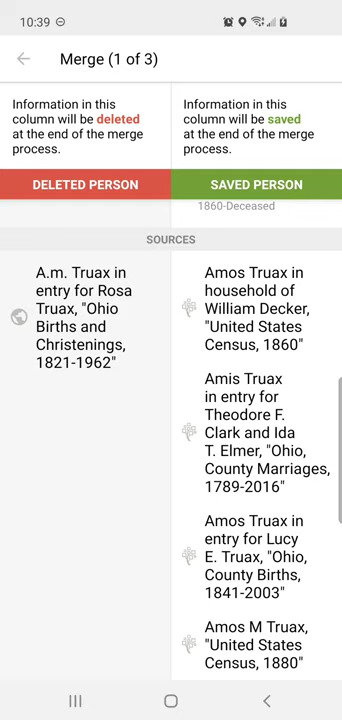 10:39
Merge (1 of 3)
Information in this
column will be deleted
at the end of the merge
process.
Information in this
column will be saved
at the end of the merge
process.
DELETED PERSON
SAVED PERSON
1860-Deceased
SOURCES
A.m. Truax in
entry for Rosa
Truax, "Ohio
Births and
Christenings,
1821-1962"
Amos Truax in
household of
William Decker,
"United States
Census, 1860"
Amis Truax
in entry for
Theodore F.
Clark and Ida
T. Elmer, "Ohio,
County Marriages,
1789-2016"
Amos Truax in
entry for Lucy
E. Truax, "Ohio,
County Births,
1841-2003"
Amos M Truax,
"United States
Census, 1880"